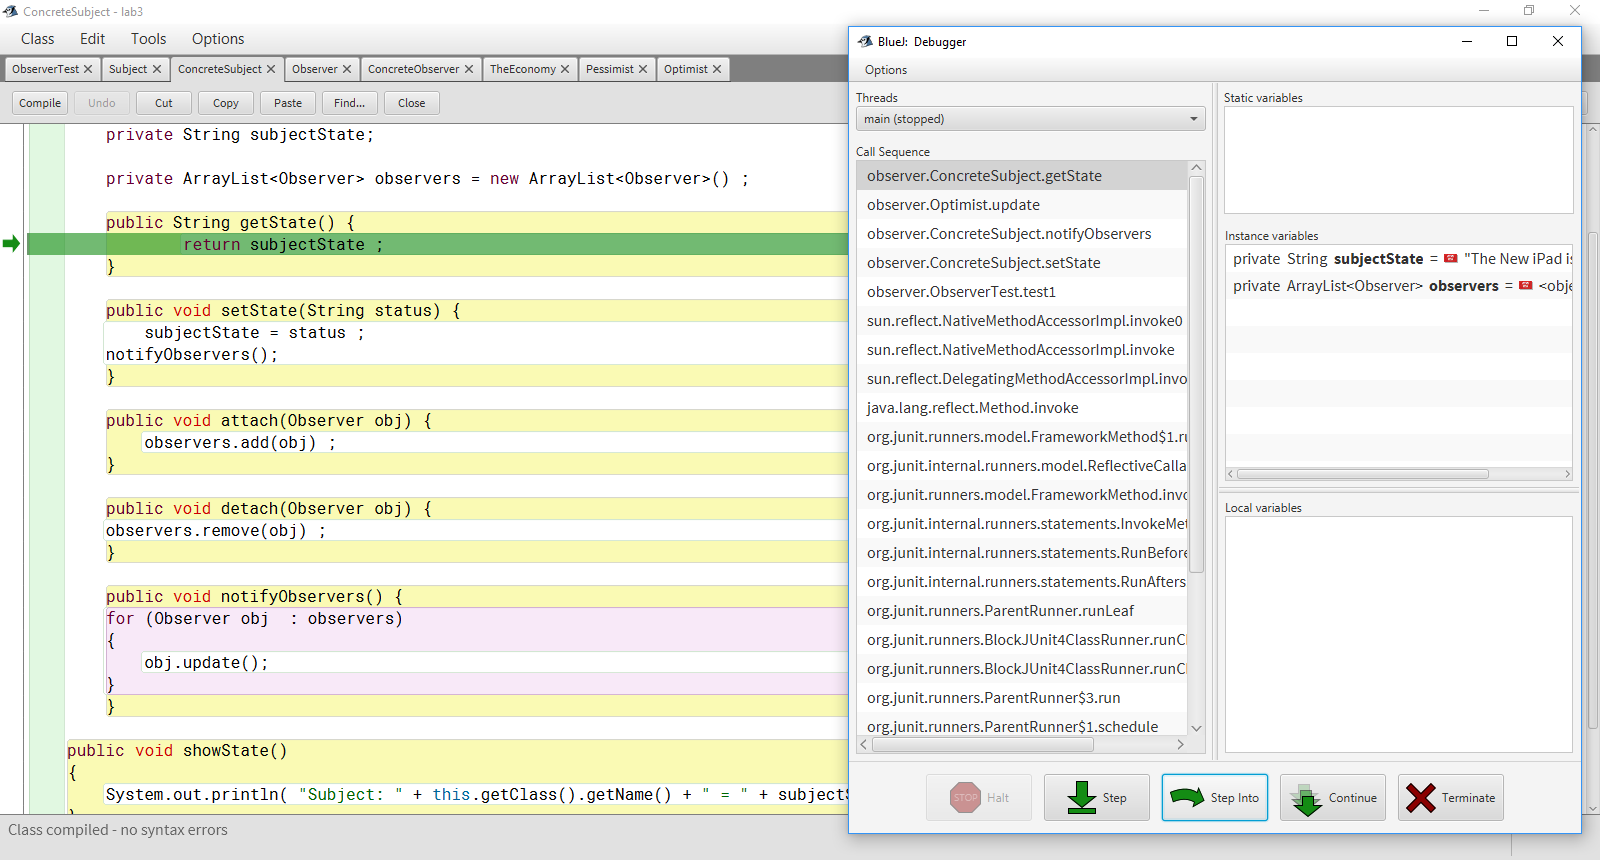 ConcreteSubject - lab3
Class Edit Tools Options
ObserverTest Subject ConcreteSubject Observer ConcreteObserver TheEconomy Pessimist Optimist
Compile Undo Cut Copy Paste Find... Close
private String subjectState;
private ArrayList<Observer> observers = new ArrayList<Observer>() ;
public String getState() {
return subjectState ;
}
public void setState(String status) {
subjectState = status ;
notifyObservers();
}
public void attach(Observer obj) {
observers.add(obj) ;
}
public void detach(Observer obj) {
observers.remove(obj) ;
}
public void notifyObservers() {
for (Observer obj : observers)
{
obj.update();
}
}
public void showState()
{
System.out.println( "Subject: " + this.getClass().getName() + " = " + subjectS
Class compiled - no syntax errors
BlueJ: Debugger
Options
Threads
main (stopped)
Call Sequence
observer.ConcreteSubject.getState
observer.Optimist.update
observer.ConcreteSubject.notifyObservers
observer.ConcreteSubject.setState
observer.ObserverTest.test1
sun.reflect.NativeMethodAccessorImpl.invoke0
sun.reflect.NativeMethodAccessorImpl.invoke
sun.reflect.DelegatingMethodAccessorImpl.invo
java.lang.reflect.Method.invoke
org.junit.runners.model.FrameworkMethod$1.ru
org.junit.internal.runners.model.ReflectiveCalla
org.junit.runners.model.FrameworkMethod.invo
org.junit.internal.runners.statements.InvokeMet
org.junit.internal.runners.statements.RunBefore
org.junit.internal.runners.statements.RunAfters
org.junit.runners.ParentRunner.runLeaf
org.junit.runners.BlockJUnit4ClassRunner.runC
org.junit.runners.BlockJUnit4ClassRunner.runC
org.junit.runners.ParentRunner$3.run
org.junit.runners.ParentRunner$1.schedule
Static variables
Instance variables
private String subjectState = "The New iPad is
private ArrayList<Observer> observers = <obje
Local variables
STOP Halt Step Step Into Continue Terminate